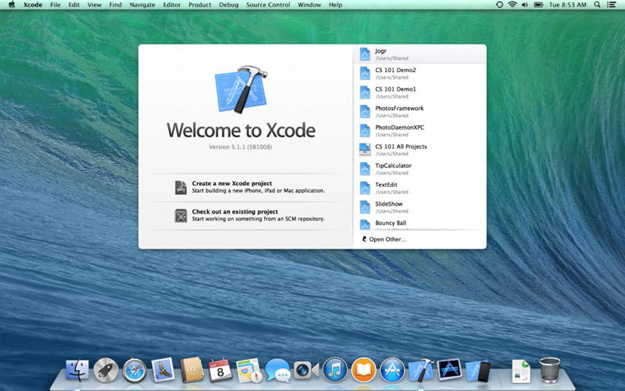 Xcode File Edit View Find Navigate Editor Product Debug Source Control Window Help Tue 8:53 AM
Welcome to Xcode
Version 5.1.1 (5B1008)
Create a new Xcode project
Start building a new iPhone, iPad or Mac application.
Check out an existing project
Start working on something from an SCM repository.
Jogr
/Users/Shared
CS 101 Demo2
/Users/Shared
CS 101 Demo1
/Users/Shared
PhotosFramework
/Users/Shared
PhotoDaemonXPC
/Users/Shared
CS 101 All Projects
/Users/Shared
TipCalculator
/Users/Shared
TextEdit
/Users/Shared
SlideShow
/Users/Shared
Bouncy Ball
/Users/Shared
Open Other...
8